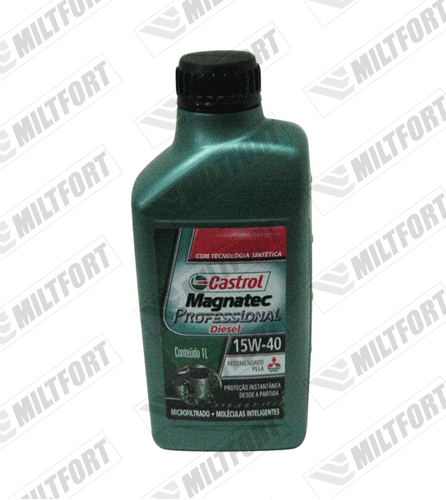 MILTFORT
COM TECNOLOGIA SINTÉTICA
Castrol
Magnatec
PROFESSIONAL
Diesel
15W-40
Conteúdo 1L
RECOMENDADO
PELA
PROTEÇÃO INSTANTÂNEA
DESDE A PARTIDA
MICROFILTRADO • MOLÉCULAS INTELIGENTES